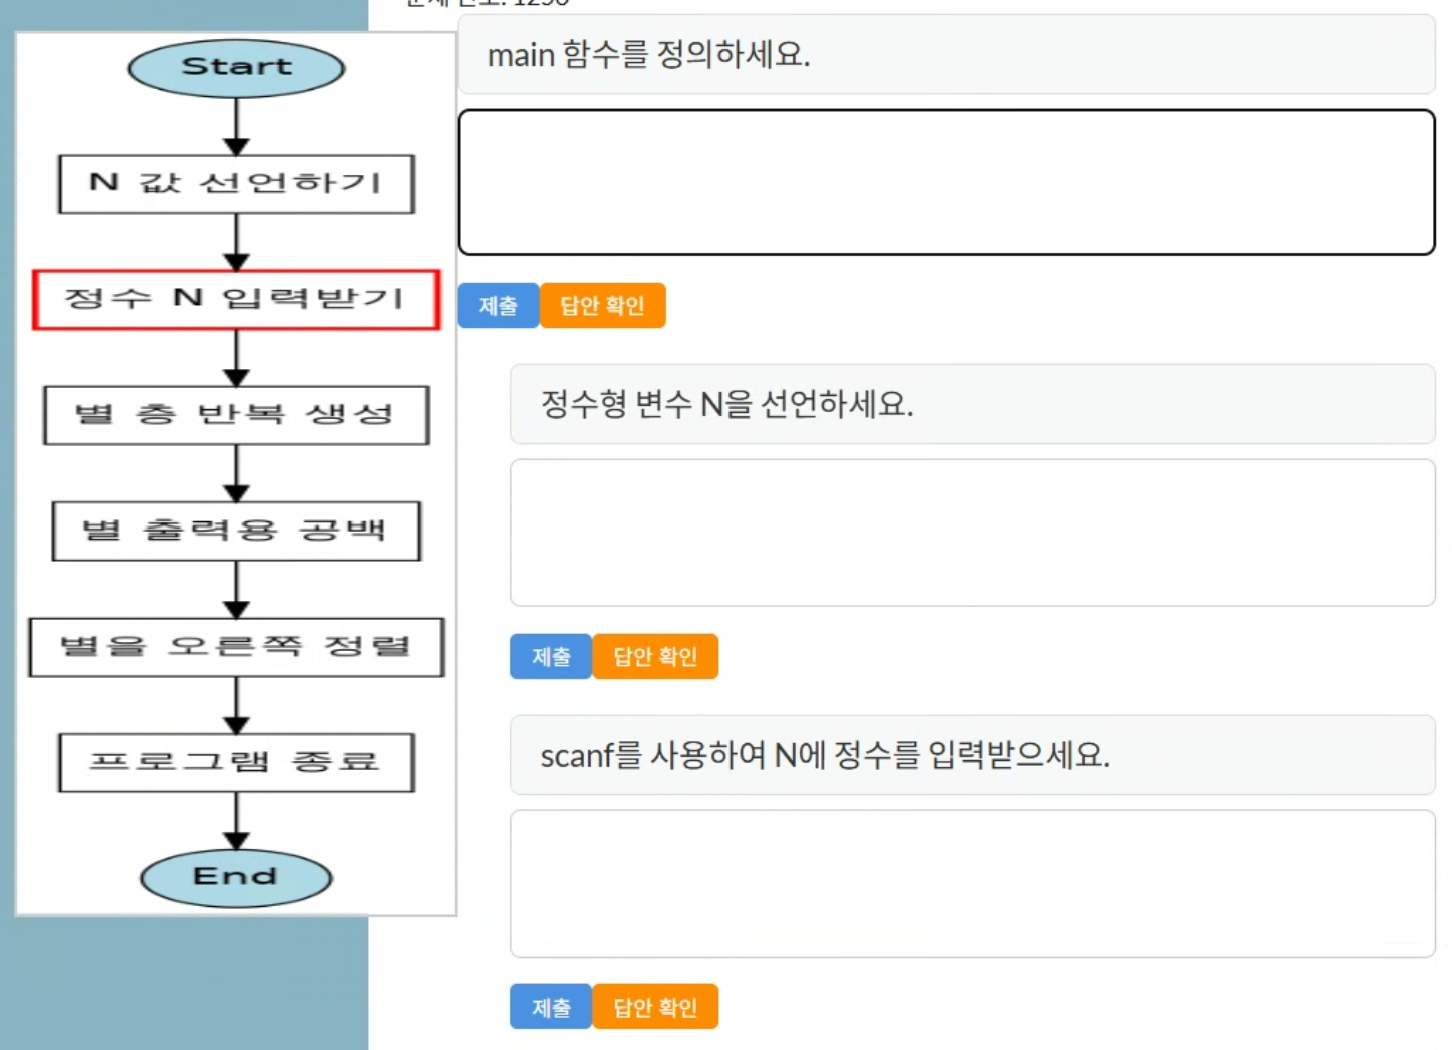 main 함수를 정의하세요.
제출 답안 확인
정수형 변수 N을 선언하세요.
제출 답안 확인
scanf를 사용하여 N에 정수를 입력받으세요.
제출 답안 확인
Start
N 값 선언하기
정수 N 입력받기
별 층 반복 생성
별 출력용 공백
별을 오른쪽 정렬
프로그램 종료
End